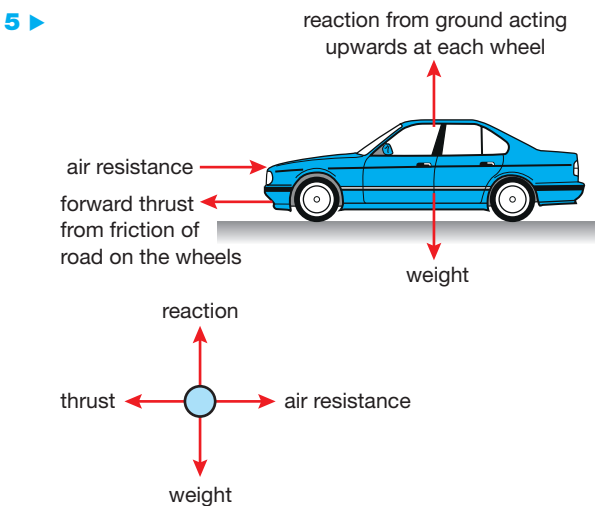 5 ▶
reaction from ground acting
upwards at each wheel
air resistance
forward thrust
from friction of
road on the wheels
weight
reaction
thrust
air resistance
weight